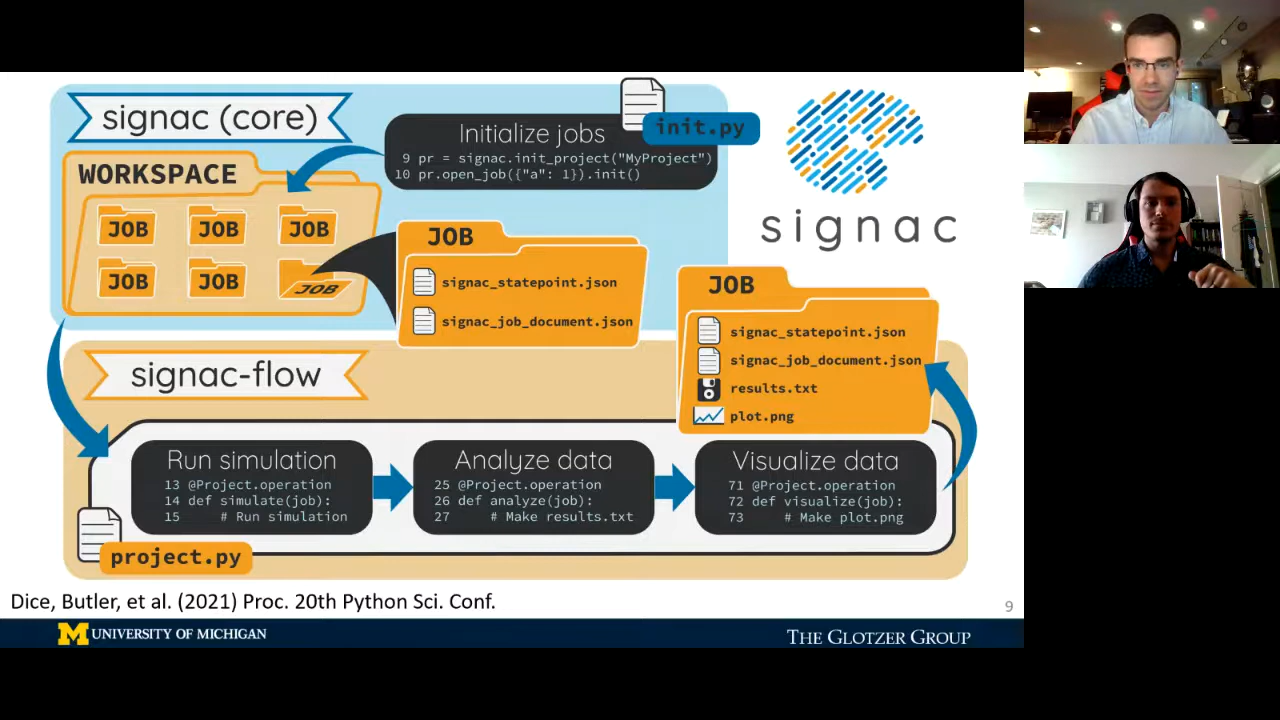 signac (core)
init.py
Initialize jobs
9 pr = signac.init_project("MyProject")
10 pr.open_job({"a": 1}).init()
WORKSPACE
JOB JOB JOB
JOB JOB JOB
JOB
signac_statepoint.json
signac_job_document.json
signac
JOB
signac_statepoint.json
signac_job_document.json
results.txt
plot.png
signac-flow
Run simulation
13 @Project.operation
14 def simulate(job):
15 # Run simulation
Analyze data
25 @Project.operation
26 def analyze(job):
27 # Make results.txt
Visualize data
71 @Project.operation
72 def visualize(job):
73 # Make plot.png
project.py
Dice, Butler, et al. (2021) Proc. 20th Python Sci. Conf.
9
M UNIVERSITY OF MICHIGAN
THE GLOTZER GROUP